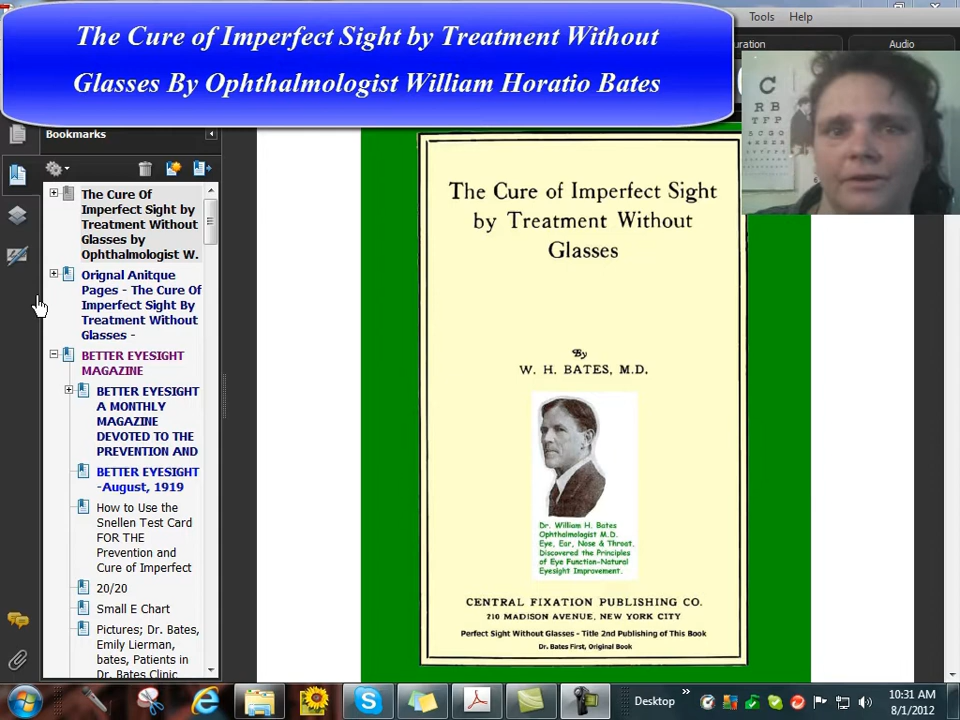 The Cure of Imperfect Sight by Treatment Without
Glasses By Ophthalmologist William Horatio Bates
Tools Help
Audio
Bookmarks
The Cure Of
Imperfect Sight by
Treatment Without
Glasses by
Ophthalmologist W.
Orignal Anitque
Pages - The Cure Of
Imperfect Sight By
Treatment Without
Glasses -
BETTER EYESIGHT
MAGAZINE
BETTER EYESIGHT
A MONTHLY
MAGAZINE
DEVOTED TO THE
PREVENTION AND
BETTER EYESIGHT
-August, 1919
How to Use the
Snellen Test Card
FOR THE
Prevention and
Cure of Imperfect
20/20
Small E Chart
Pictures; Dr. Bates,
Emily Lierman,
bates, Patients in
Dr. Bates Clinic
The Cure of Imperfect Sight
by Treatment Without
Glasses
By
W. H. BATES, M.D.
Dr. William H. Bates
Ophthalmologist M.D.
Eye, Ear, Nose & Throat.
Discovered the Principles
of Eye Function-Natural
Eyesight Improvement.
CENTRAL FIXATION PUBLISHING CO.
210 MADISON AVENUE, NEW YORK CITY
Perfect Sight Without Glasses - Title 2nd Publishing of This Book
Dr. Bates First, Original Book
C
R B
T F P
Desktop
10:31 AM
8/1/2012